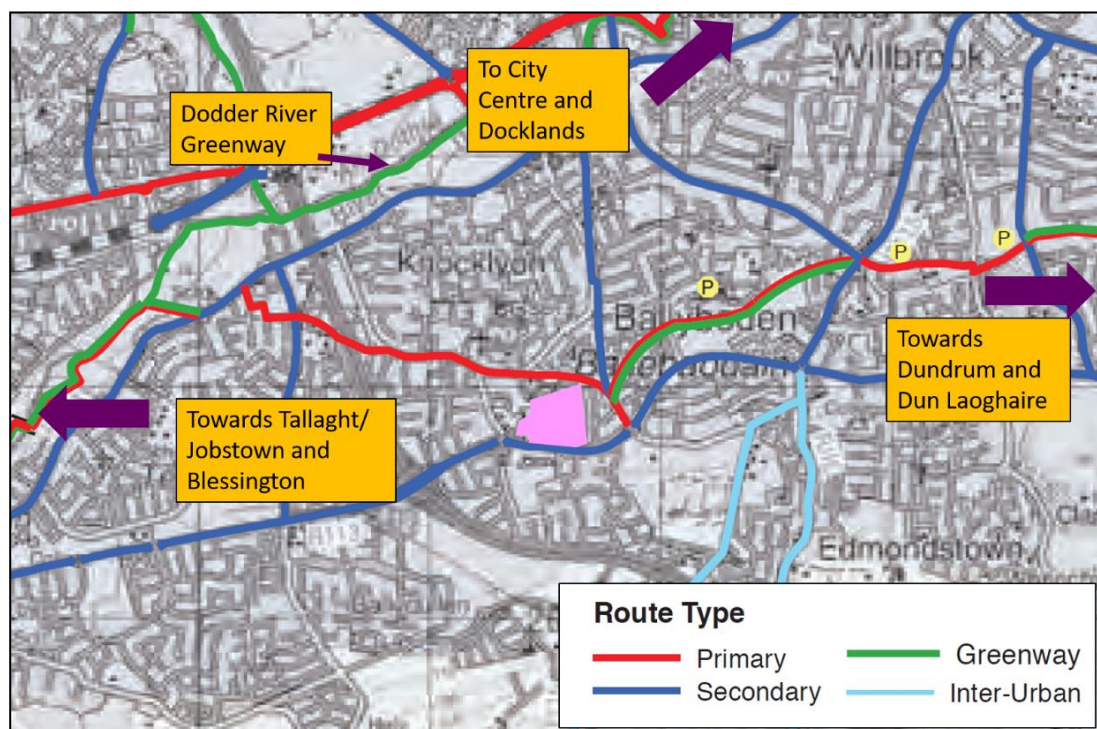 Willbrook
To City
Centre and
Docklands
Dodder River
Greenway
P
P
Knocklyon
P
Ballyboden
Towards
Dundrum and
Dun Laoghaire
Towards Tallaght/
Jobstown and
Blessington
R113
Edmondstown
Route Type
Primary
Greenway
Secondary
Inter-Urban